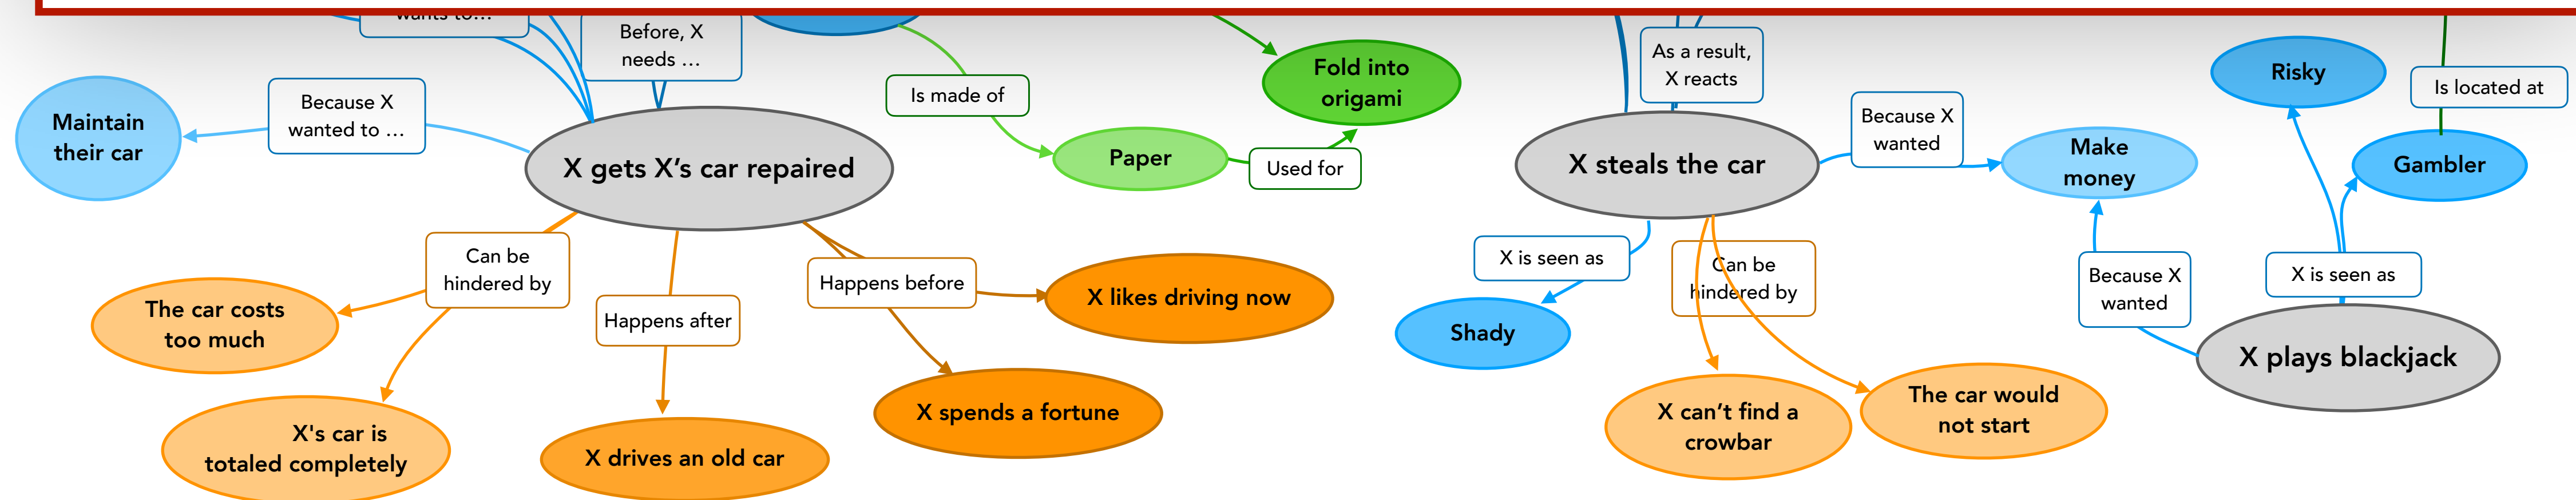 wants to...
Before, X
needs ...
Because X
wanted to ...
Maintain
their car
X gets X's car repaired
Is made of
Paper
Used for
Fold into
origami
Can be
hindered by
The car costs
too much
X's car is
totaled completely
Happens after
X drives an old car
Happens before
X likes driving now
X spends a fortune
As a result,
X reacts
X steals the car
Because X
wanted
Make
money
X is seen as
Shady
Can be
hindered by
X can't find a
crowbar
The car would
not start
Risky
Is located at
Gambler
X is seen as
Because X
wanted
X plays blackjack